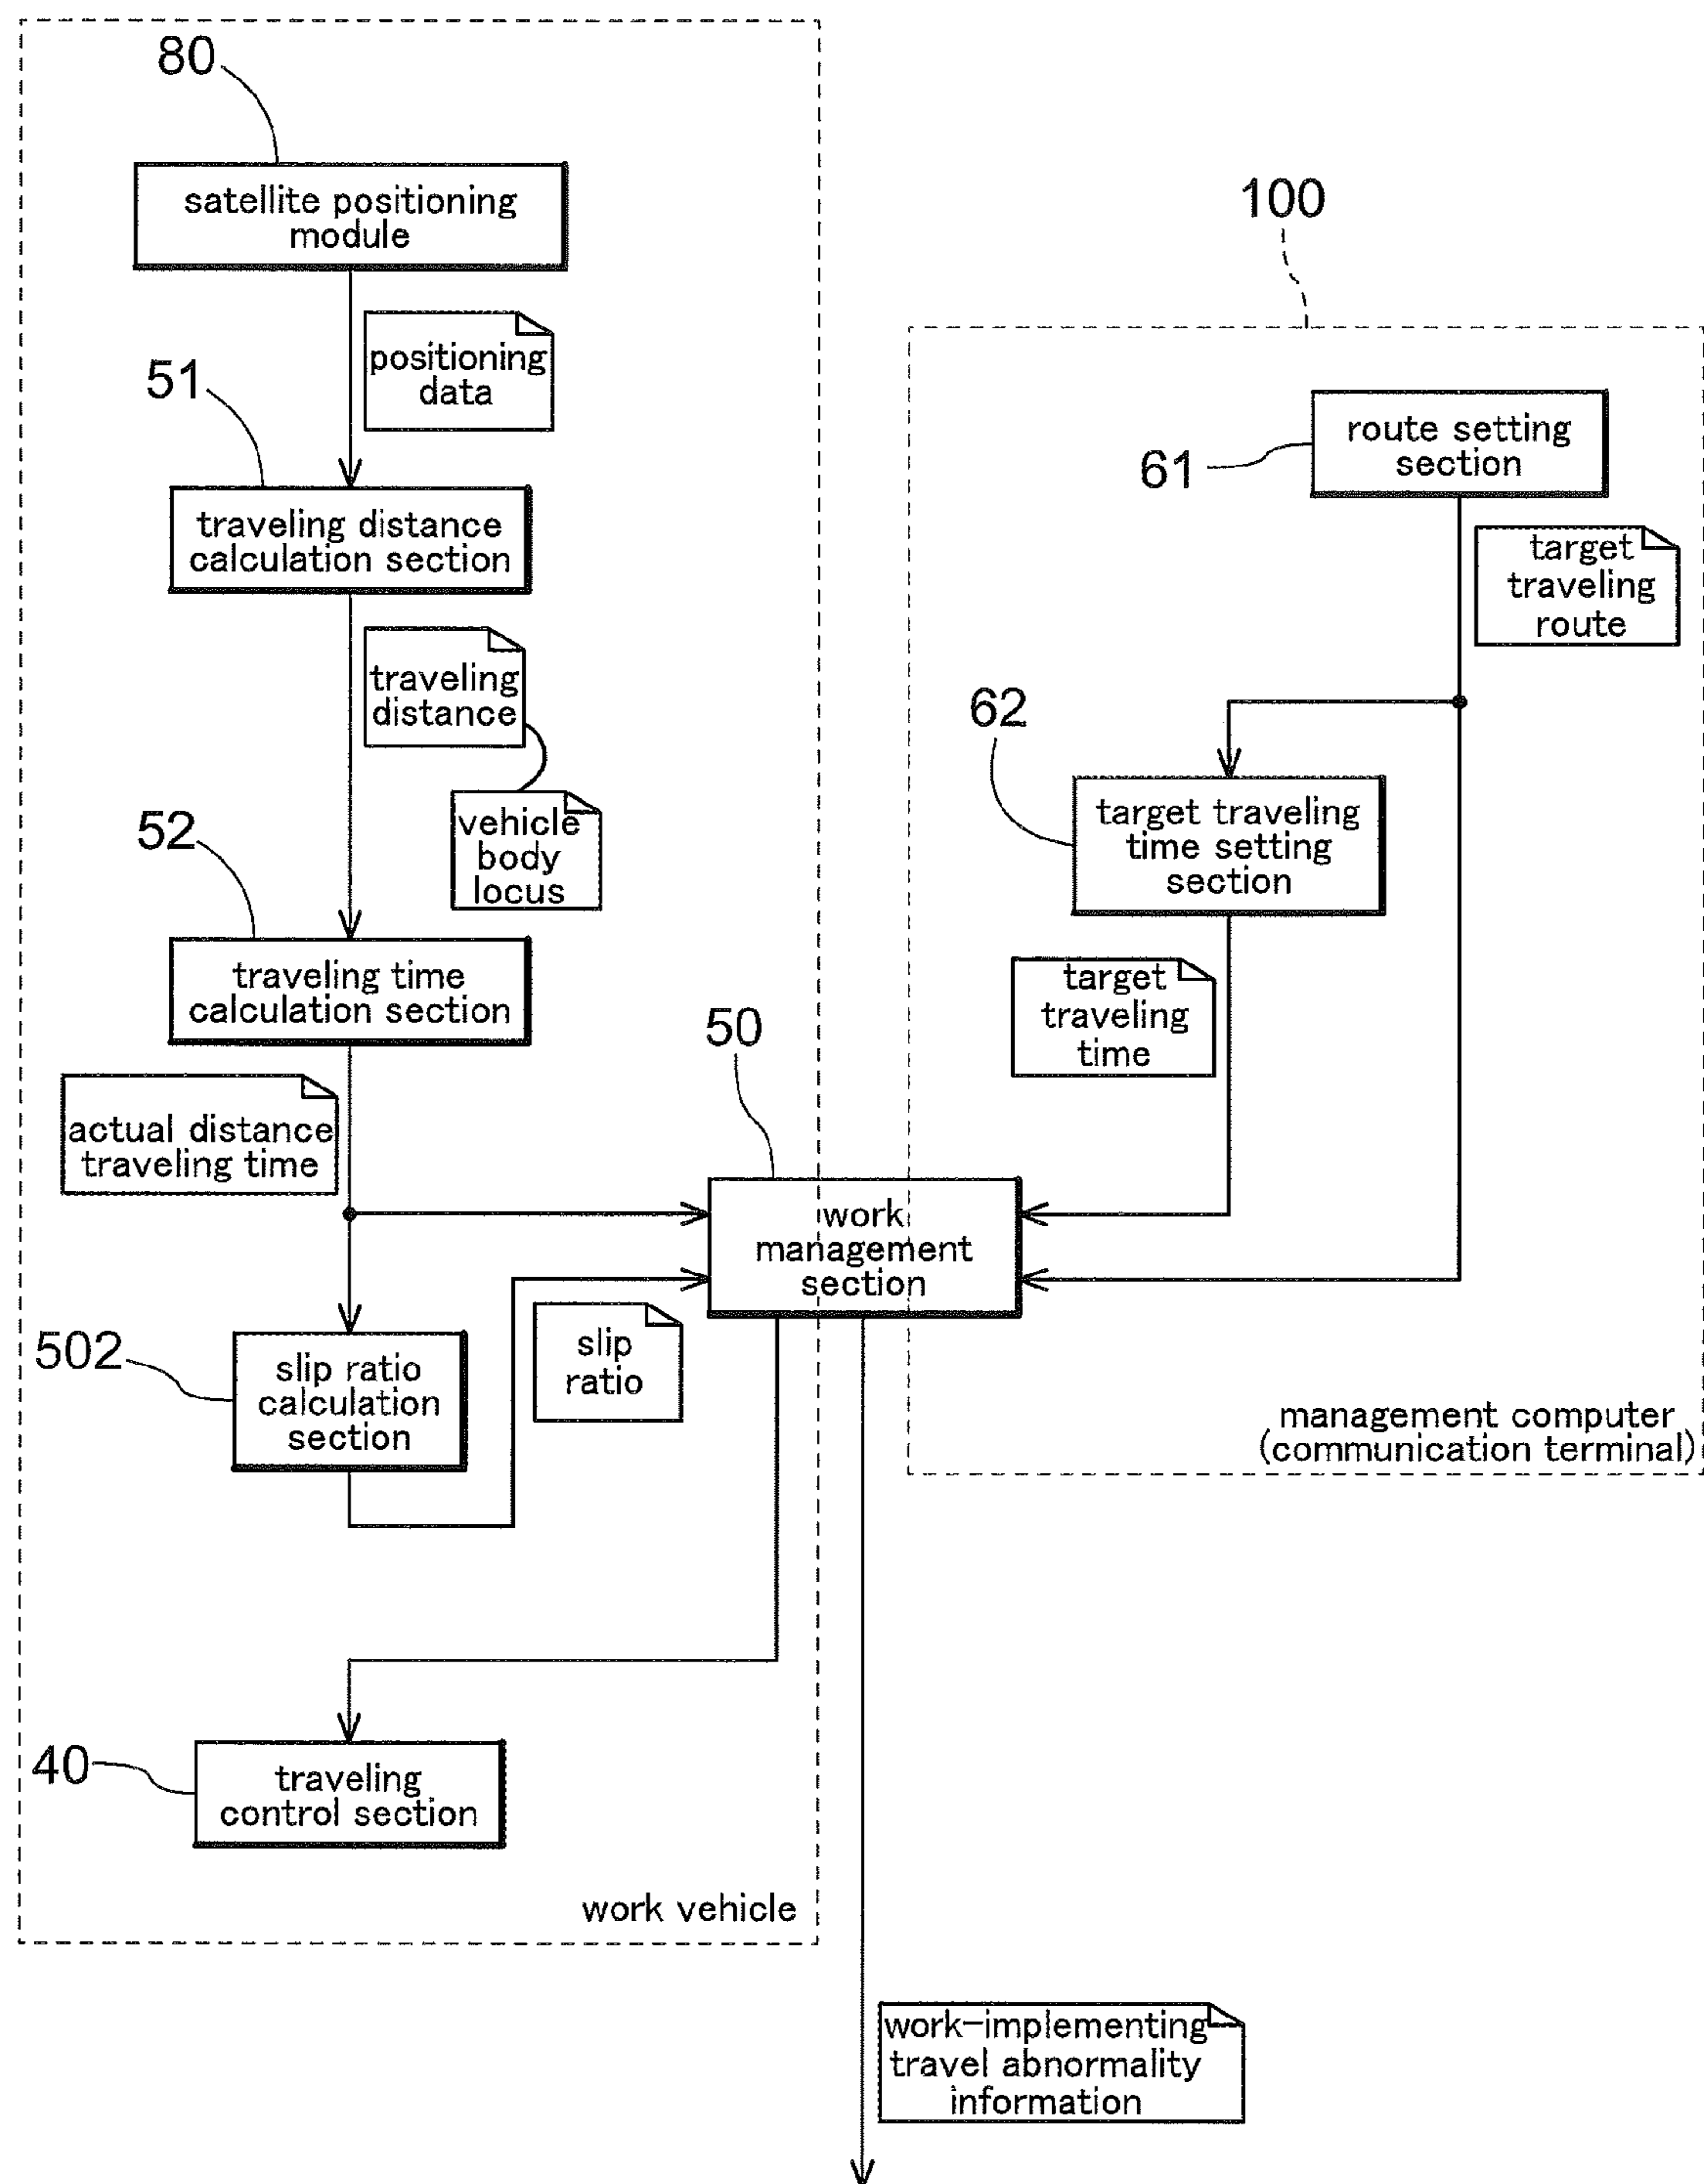 80
satellite positioning
module
positioning
data
51
traveling distance
calculation section
traveling
distance
vehicle
body
locus
52
traveling time
calculation section
actual distance
traveling time
50
work
management
section
502
slip ratio
calculation
section
slip
ratio
40
traveling
control section
work vehicle
100
61
route setting
section
target
traveling
route
62
target traveling
time setting
section
target
traveling
time
management computer
(communication terminal)
work-implementing
travel abnormality
information